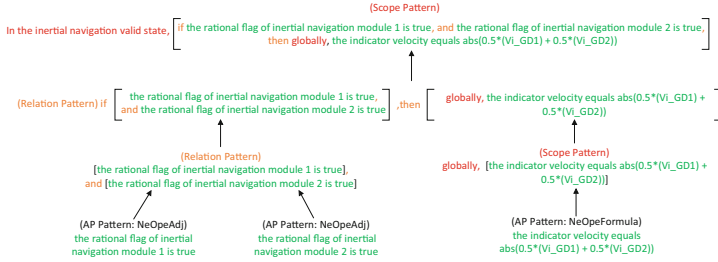 (Scope Pattern)
In the inertial navigation valid state, if the rational flag of inertial navigation module 1 is true, and the rational flag of inertial navigation module 2 is true,
then globally, the indicator velocity equals abs(0.5*(Vi_GD1) + 0.5*(Vi_GD2))
(Relation Pattern) if the rational flag of inertial navigation module 1 is true,
and the rational flag of inertial navigation module 2 is true
,then
globally, the indicator velocity equals abs(0.5*(Vi_GD1) +
0.5*(Vi_GD2))
(Relation Pattern)
[the rational flag of inertial navigation module 1 is true],
and [the rational flag of inertial navigation module 2 is true]
(Scope Pattern)
globally, [the indicator velocity equals abs(0.5*(Vi_GD1) +
0.5*(Vi_GD2))]
(AP Pattern: NeOpeAdj)
the rational flag of inertial
navigation module 1 is true
(AP Pattern: NeOpeAdj)
the rational flag of inertial
navigation module 2 is true
(AP Pattern: NeOpeFormula)
the indicator velocity equals
abs(0.5*(Vi_GD1) + 0.5*(Vi_GD2))